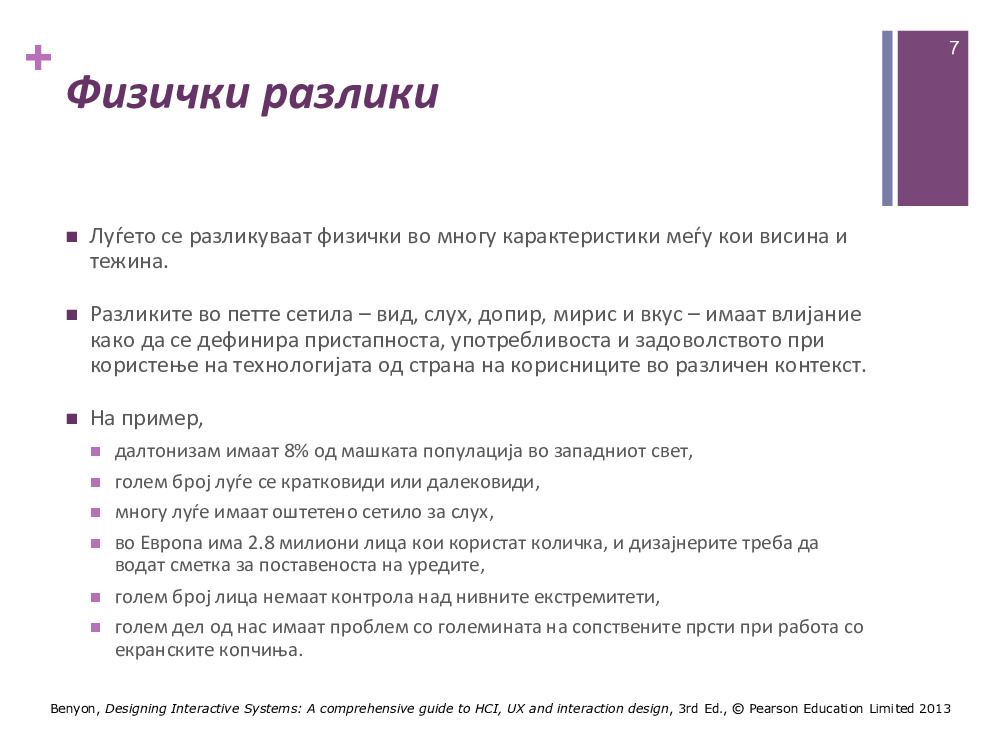 7
Физички разлики
Луѓето се разликуваат физички во многу карактеристики меѓу кои висина и
тежина.
Разликите во петте сетила – вид, слух, допир, мирис и вкус – имаат влијание
како да се дефинира пристапноста, употребливоста и задоволството при
користење на технологијата од страна на корисниците во различен контекст.
На пример,
далтонизам имаат 8% од машката популација во западниот свет,
голем број луѓе се кратковиди или далековиди,
многу луѓе имаат оштетено сетило за слух,
во Европа има 2.8 милиони лица кои користат количка, и дизајнерите треба да
водат сметка за поставеноста на уредите,
голем број лица немаат контрола над нивните екстремитети,
голем дел од нас имаат проблем со големината на сопствените прсти при работа со
екранските копчиња.
Benyon, Designing Interactive Systems: A comprehensive guide to HCI, UX and interaction design, 3rd Ed., © Pearson Education Limited 2013